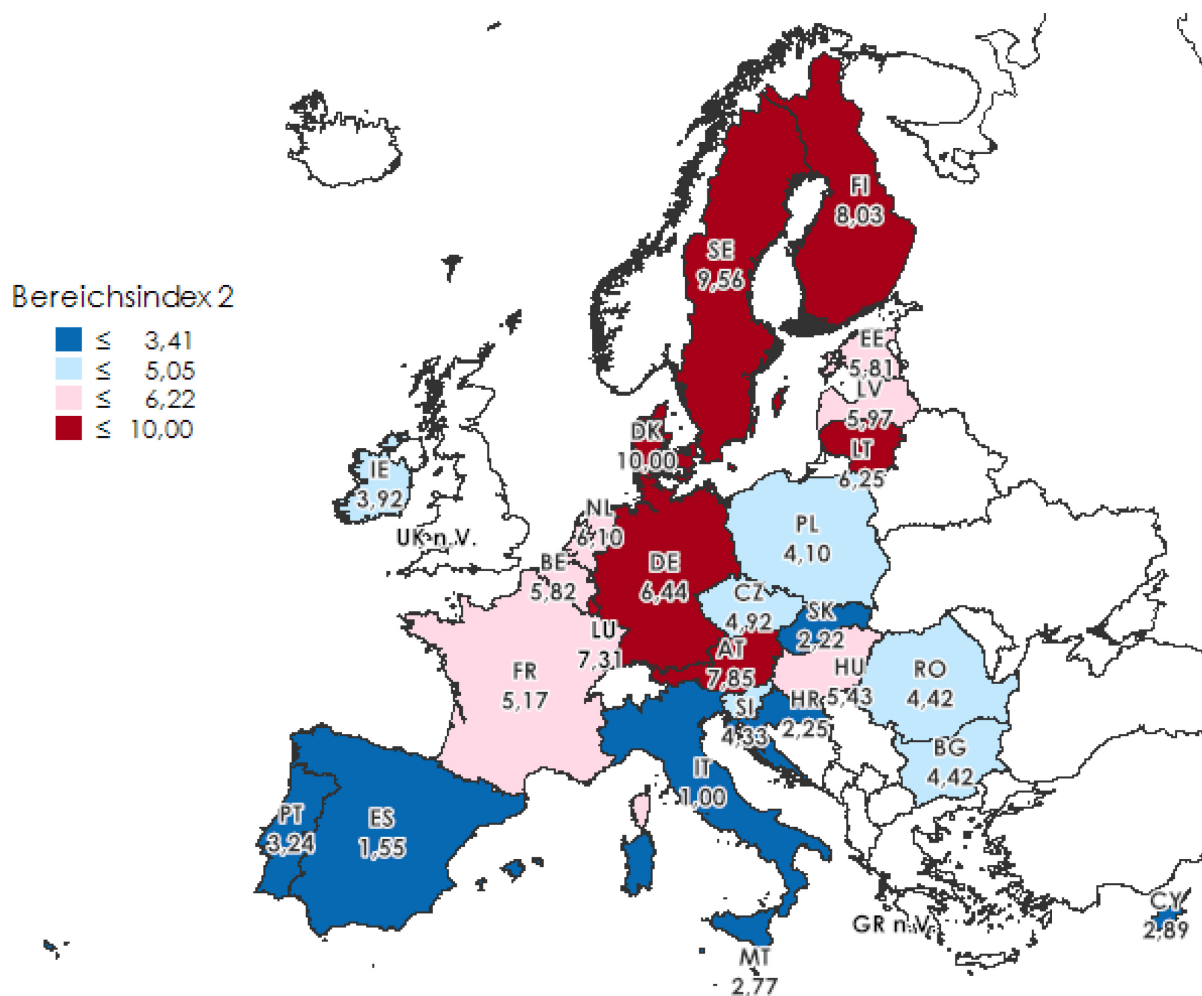 Bereichsindex 2
≤ 3,41
≤ 5,05
≤ 6,22
≤ 10,00
FI
8,03
SE
9,56
EE
5,81
LV
5,97
LT
6,25
DK
10,00
IE
3,92
UK n.V.
NL
6,10
BE
5,82
DE
6,44
PL
4,10
CZ
4,92
SK
2,22
LU
7,31
AT
7,85
FR
5,17
HU
5,43
RO
4,42
SI
4,33
HR
2,25
BG
4,42
IT
1,00
PT
3,24
ES
1,55
GR n.V.
CY
2,89
MT
2,77